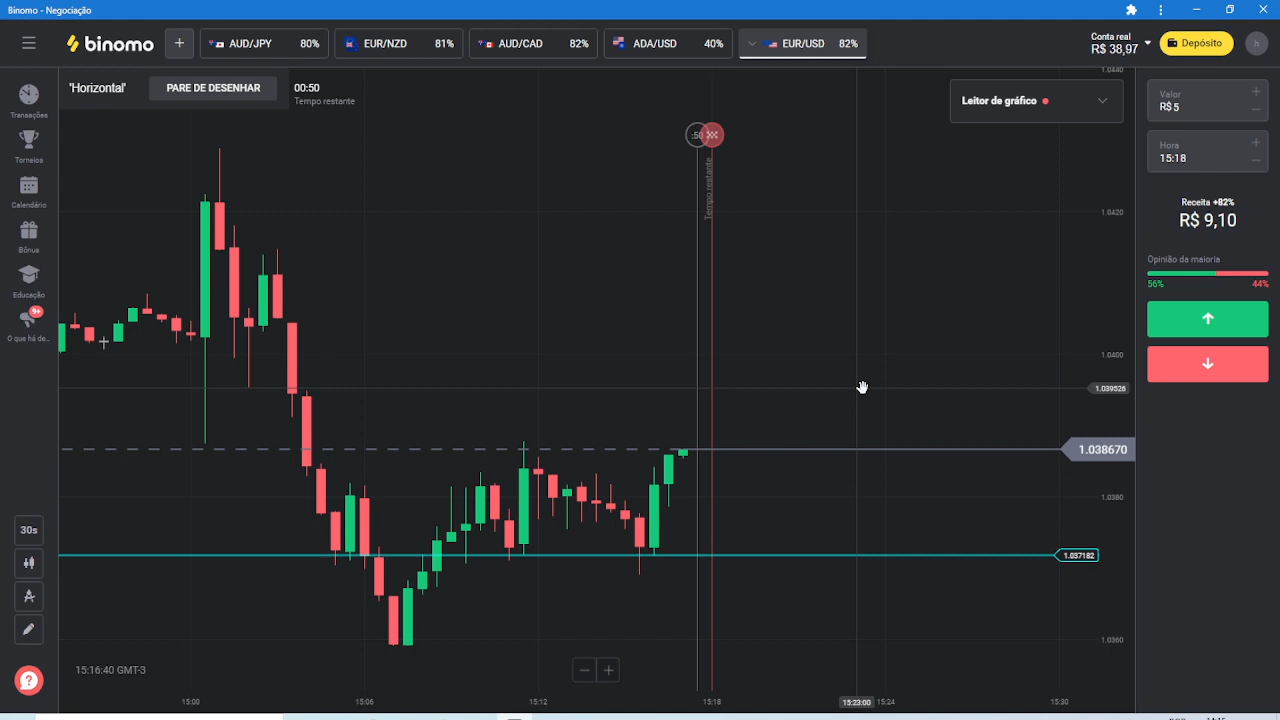 Binomo - Negociação
binomo
+
AUD/JPY 80%
EUR/NZD 81%
AUD/CAD 82%
ADA/USD 40%
EUR/USD 82%
Conta real
R$ 38,97
Depósito
h
'Horizontal'
PARE DE DESENHAR
00:50
Tempo restante
Leitor de gráfico
Transações
Torneios
Calendário
Bônus
Educação
9+
O que há de...
30s
:50
Tempo restante
1.0440
1.0420
1.0400
1.039526
1.038670
1.0380
1.037182
1.0360
Valor
R$5
Hora
15:18
Receita +82%
R$ 9,10
Opinião da maioria
56% 44%
15:16:40 GMT-3
15:00
15:06
15:12
15:18
15:23:00
15:24
15:30